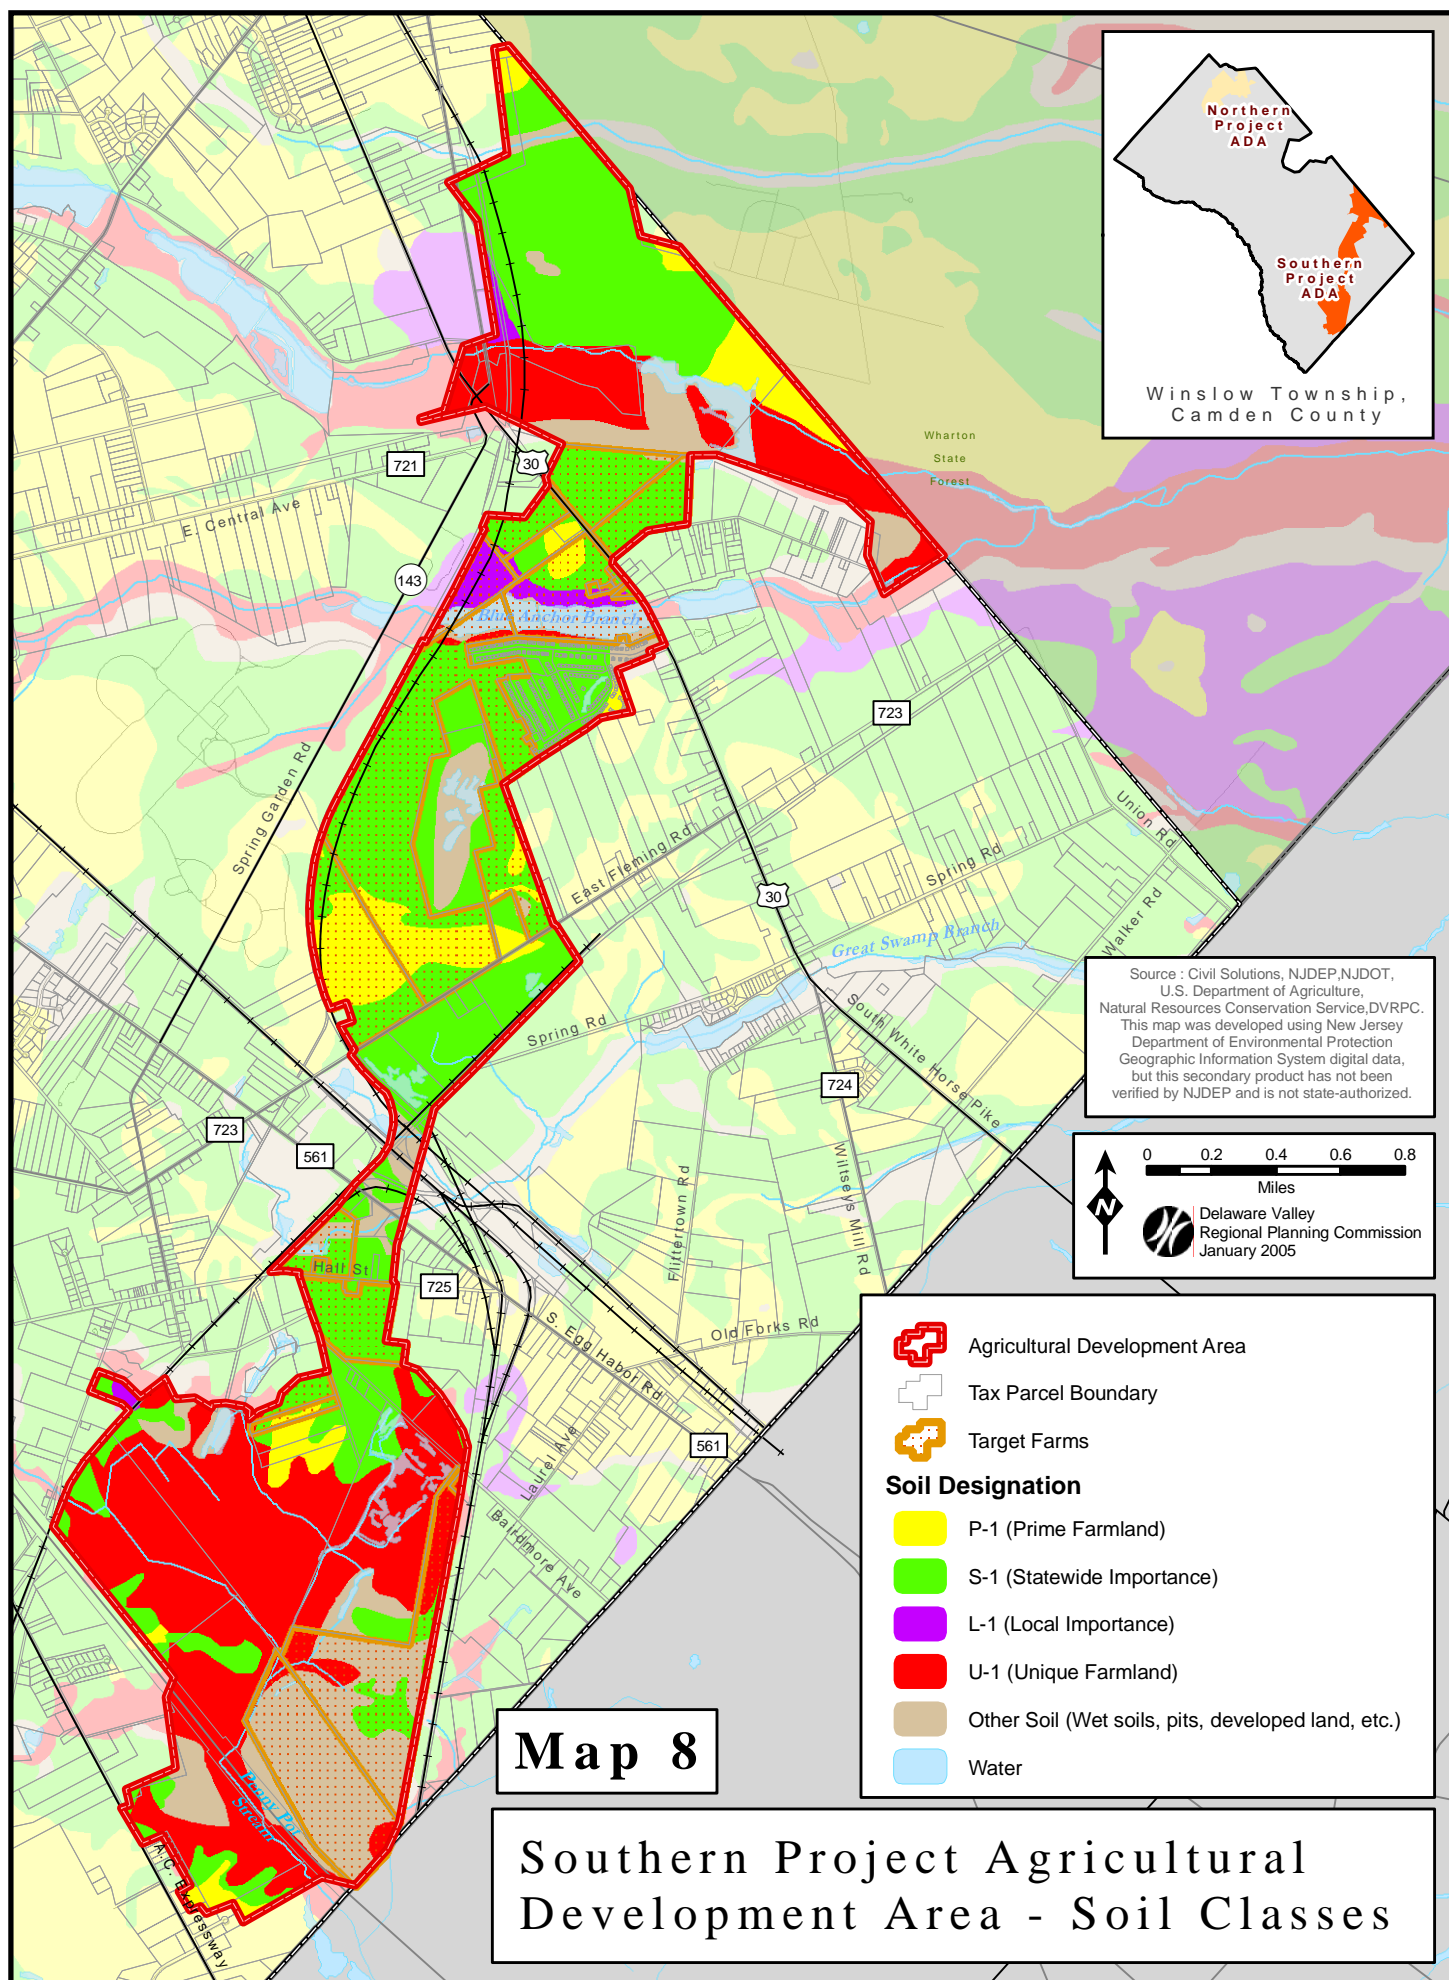 Northern
Project
ADA
Southern
Project
ADA
Winslow Township,
Camden County
Wharton
State
Forest
721
30
E. Central Ave
143
Blue Anchor Branch
723
Spring Garden Rd
Union Rd
East Fleming Rd
Spring Rd
30
Walker Rd
Great Swamp Branch
Source : Civil Solutions, NJDEP,NJDOT,
U.S. Department of Agriculture,
Natural Resources Conservation Service,DVRPC.
This map was developed using New Jersey
Department of Environmental Protection
Geographic Information System digital data,
but this secondary product has not been
verified by NJDEP and is not state-authorized.
South White Horse Pike
Spring Rd
724
723
561
0 0.2 0.4 0.6 0.8
Miles
N
Delaware Valley
Regional Planning Commission
January 2005
Wiltseys Mill Rd
Flittertown Rd
Hall St
725
S. Egg Habor Rd
Old Forks Rd
561
Laurel Ave
Bairdmore Ave
Agricultural Development Area
Tax Parcel Boundary
Target Farms
Soil Designation
P-1 (Prime Farmland)
S-1 (Statewide Importance)
L-1 (Local Importance)
U-1 (Unique Farmland)
Other Soil (Wet soils, pits, developed land, etc.)
Water
Map 8
Penny Pot
Stream
A.C. Expressway
Southern Project Agricultural
Development Area - Soil Classes